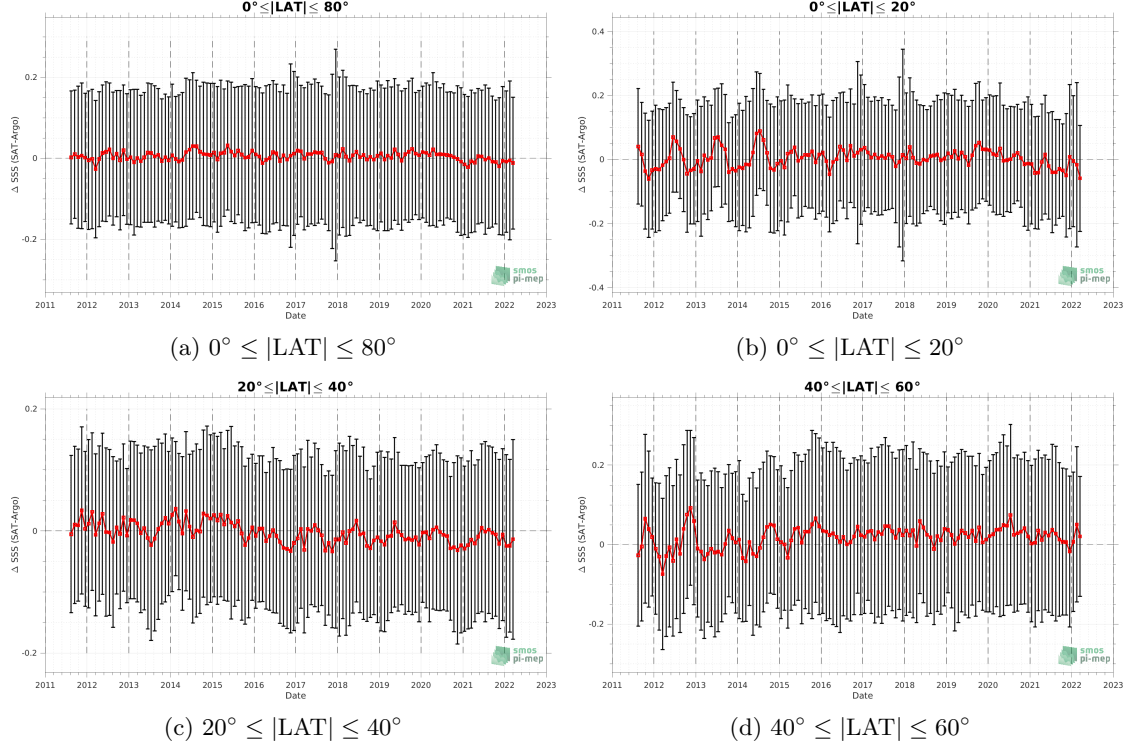 0°≤|LAT|≤ 80°
Δ SSS (SAT-Argo)
0.2
0
-0.2
2011 2012 2013 2014 2015 2016 2017 2018 2019 2020 2021 2022 2023
Date
smos
pi-mep
(a) 0° ≤ |LAT| ≤ 80°
0°≤|LAT|≤ 20°
Δ SSS (SAT-Argo)
0.4
0.2
0
-0.2
-0.4
2011 2012 2013 2014 2015 2016 2017 2018 2019 2020 2021 2022 2023
Date
smos
pi-mep
(b) 0° ≤ |LAT| ≤ 20°
20°≤|LAT|≤ 40°
Δ SSS (SAT-Argo)
0.2
0.1
0
-0.1
-0.2
2011 2012 2013 2014 2015 2016 2017 2018 2019 2020 2021 2022 2023
Date
smos
pi-mep
(c) 20° ≤ |LAT| ≤ 40°
40°≤|LAT|≤ 60°
Δ SSS (SAT-Argo)
0.2
0
-0.2
2011 2012 2013 2014 2015 2016 2017 2018 2019 2020 2021 2022 2023
Date
smos
pi-mep
(d) 40° ≤ |LAT| ≤ 60°